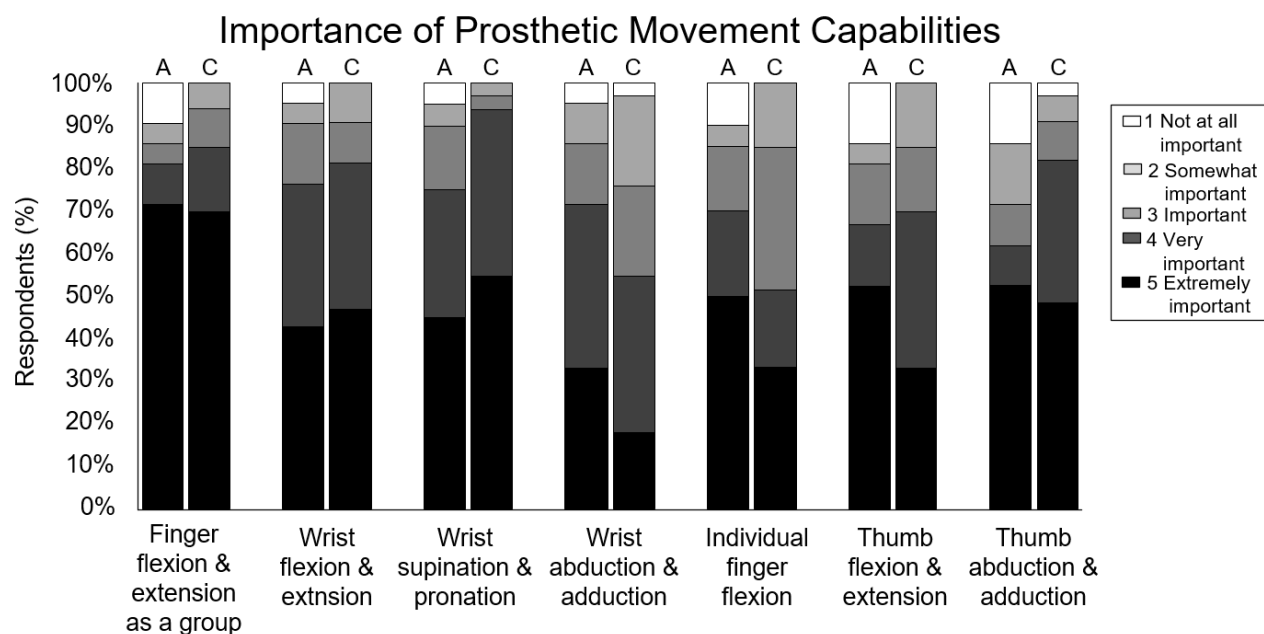 Importance of Prosthetic Movement Capabilities
A C A C A C A C A C A C A C
100%
90%
80%
70%
60%
50%
40%
30%
20%
10%
0%
Respondents (%)
1 Not at all
important
2 Somewhat
important
3 Important
4 Very
important
5 Extremely
important
Finger
flexion &
extension
as a group
Wrist
flexion &
extnsion
Wrist
supination &
pronation
Wrist
abduction &
adduction
Individual
finger
flexion
Thumb
flexion &
extension
Thumb
abduction &
adduction